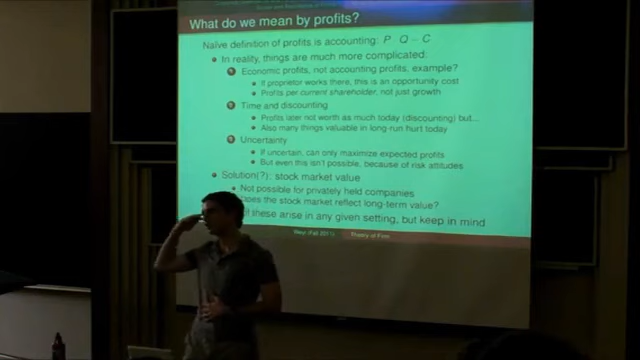 What do we mean by profits?
Naïve definition of profits is accounting: P Q – C
In reality, things are much more complicated:
Economic profits, not accounting profits, example?
If proprietor works there, this is an opportunity cost
Profits per current shareholder, not just growth
Time and discounting
Profits later not worth as much today (discounting) but...
Also many things valuable in long-run hurt today
Uncertainty
If uncertain, can only maximize expected profits
But even this isn't possible, because of risk attitudes
Solution(?): stock market value
Not possible for privately held companies
Does the stock market reflect long-term value?
if these arise in any given setting, but keep in mind
(Fall 2011) Theory of Firm